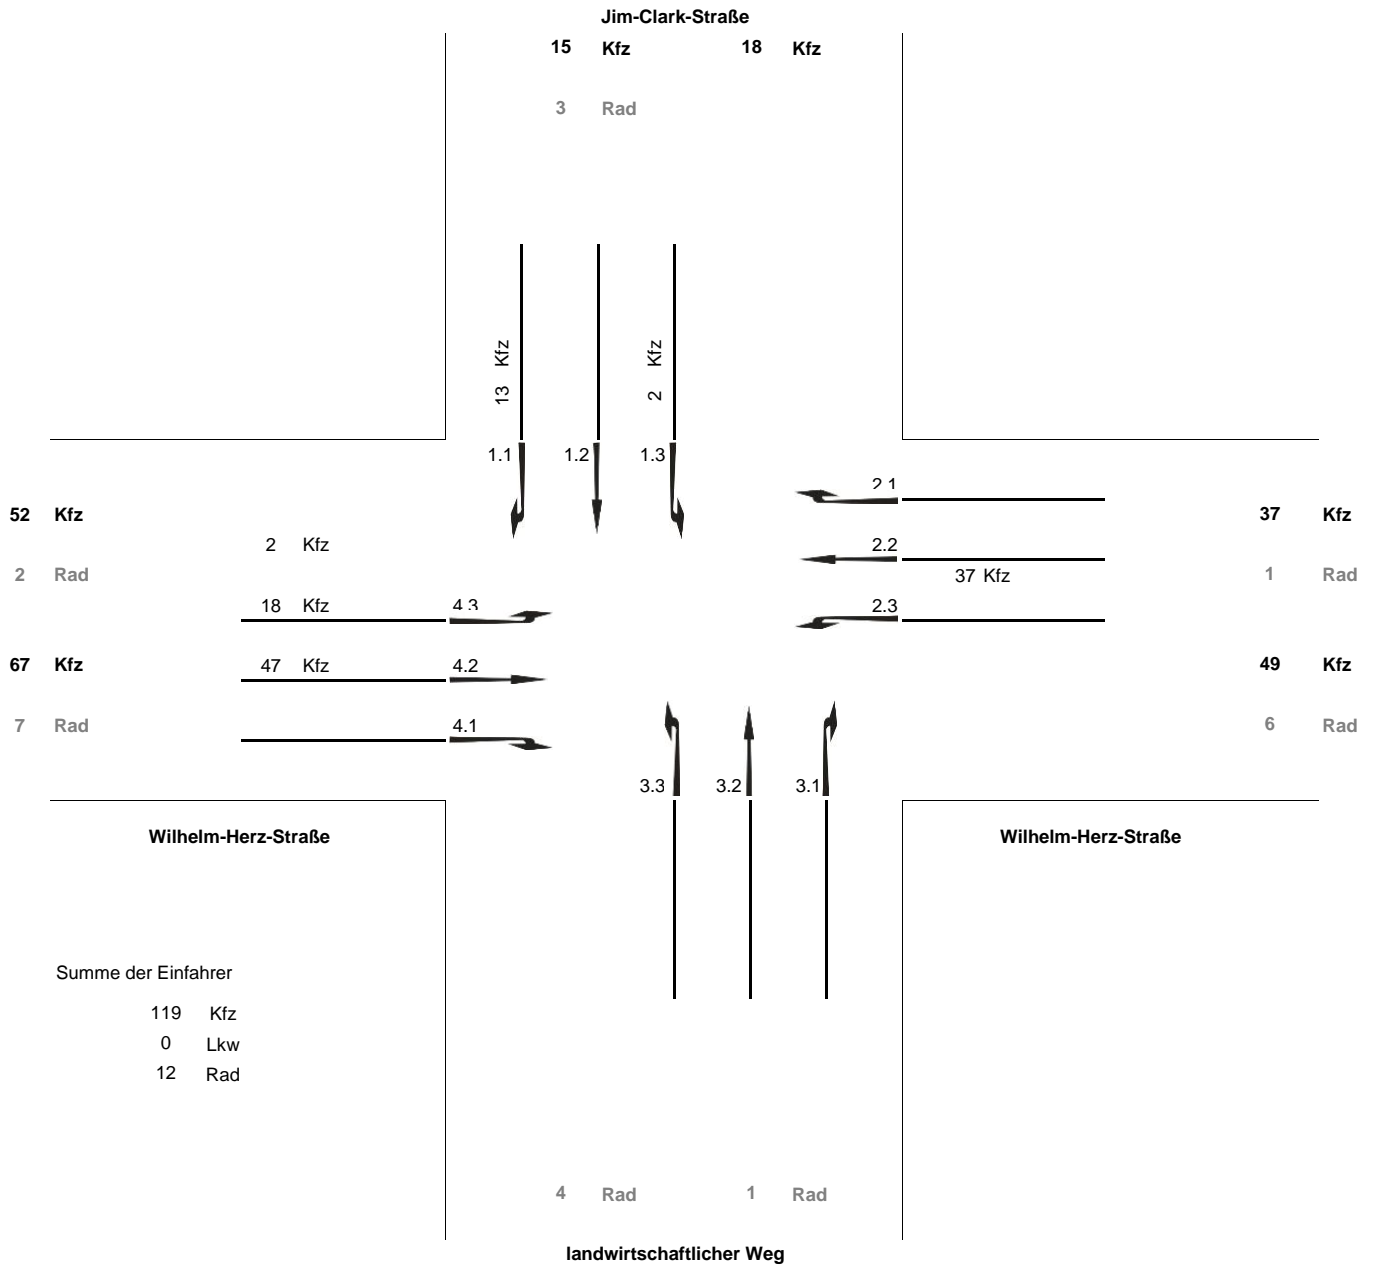 Jim-Clark-Straße
15 Kfz 18 Kfz
3 Rad
13 Kfz
2 Kfz
1.1 1.2 1.3
2.1
52 Kfz
37 Kfz
2 Kfz
2.2
2 Rad
37 Kfz
1 Rad
18 Kfz
4.3
2.3
67 Kfz
47 Kfz
4.2
49 Kfz
7 Rad
4.1
6 Rad
3.3 3.2 3.1
Wilhelm-Herz-Straße
Wilhelm-Herz-Straße
Summe der Einfahrer
119 Kfz
0 Lkw
12 Rad
4 Rad 1 Rad
landwirtschaftlicher Weg